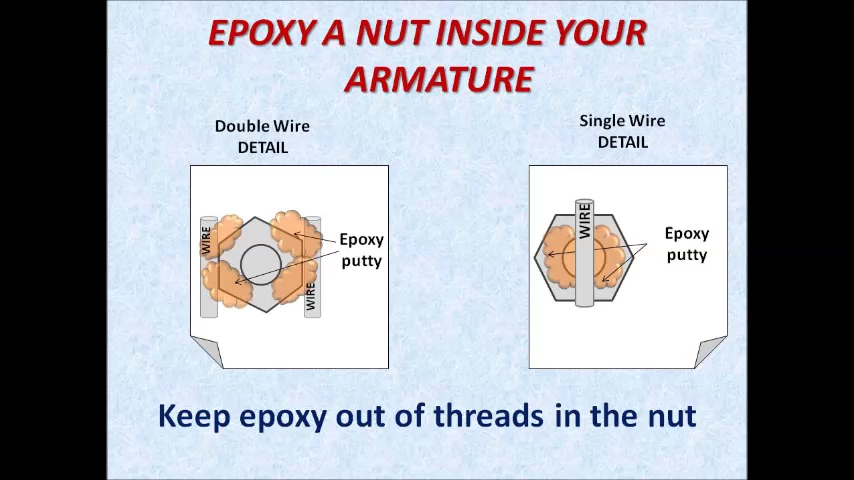 EPOXY A NUT INSIDE YOUR
ARMATURE
Double Wire
DETAIL
Single Wire
DETAIL
WIRE
WIRE
Epoxy
putty
WIRE
Epoxy
putty
Keep epoxy out of threads in the nut